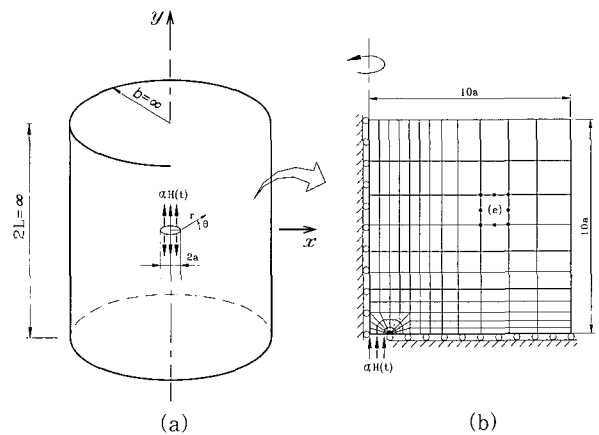 y
b=∞
2L=∞
σH(t)
r
θ
x
2a
(a)
10a
(e)
10a
σH(t)
(b)